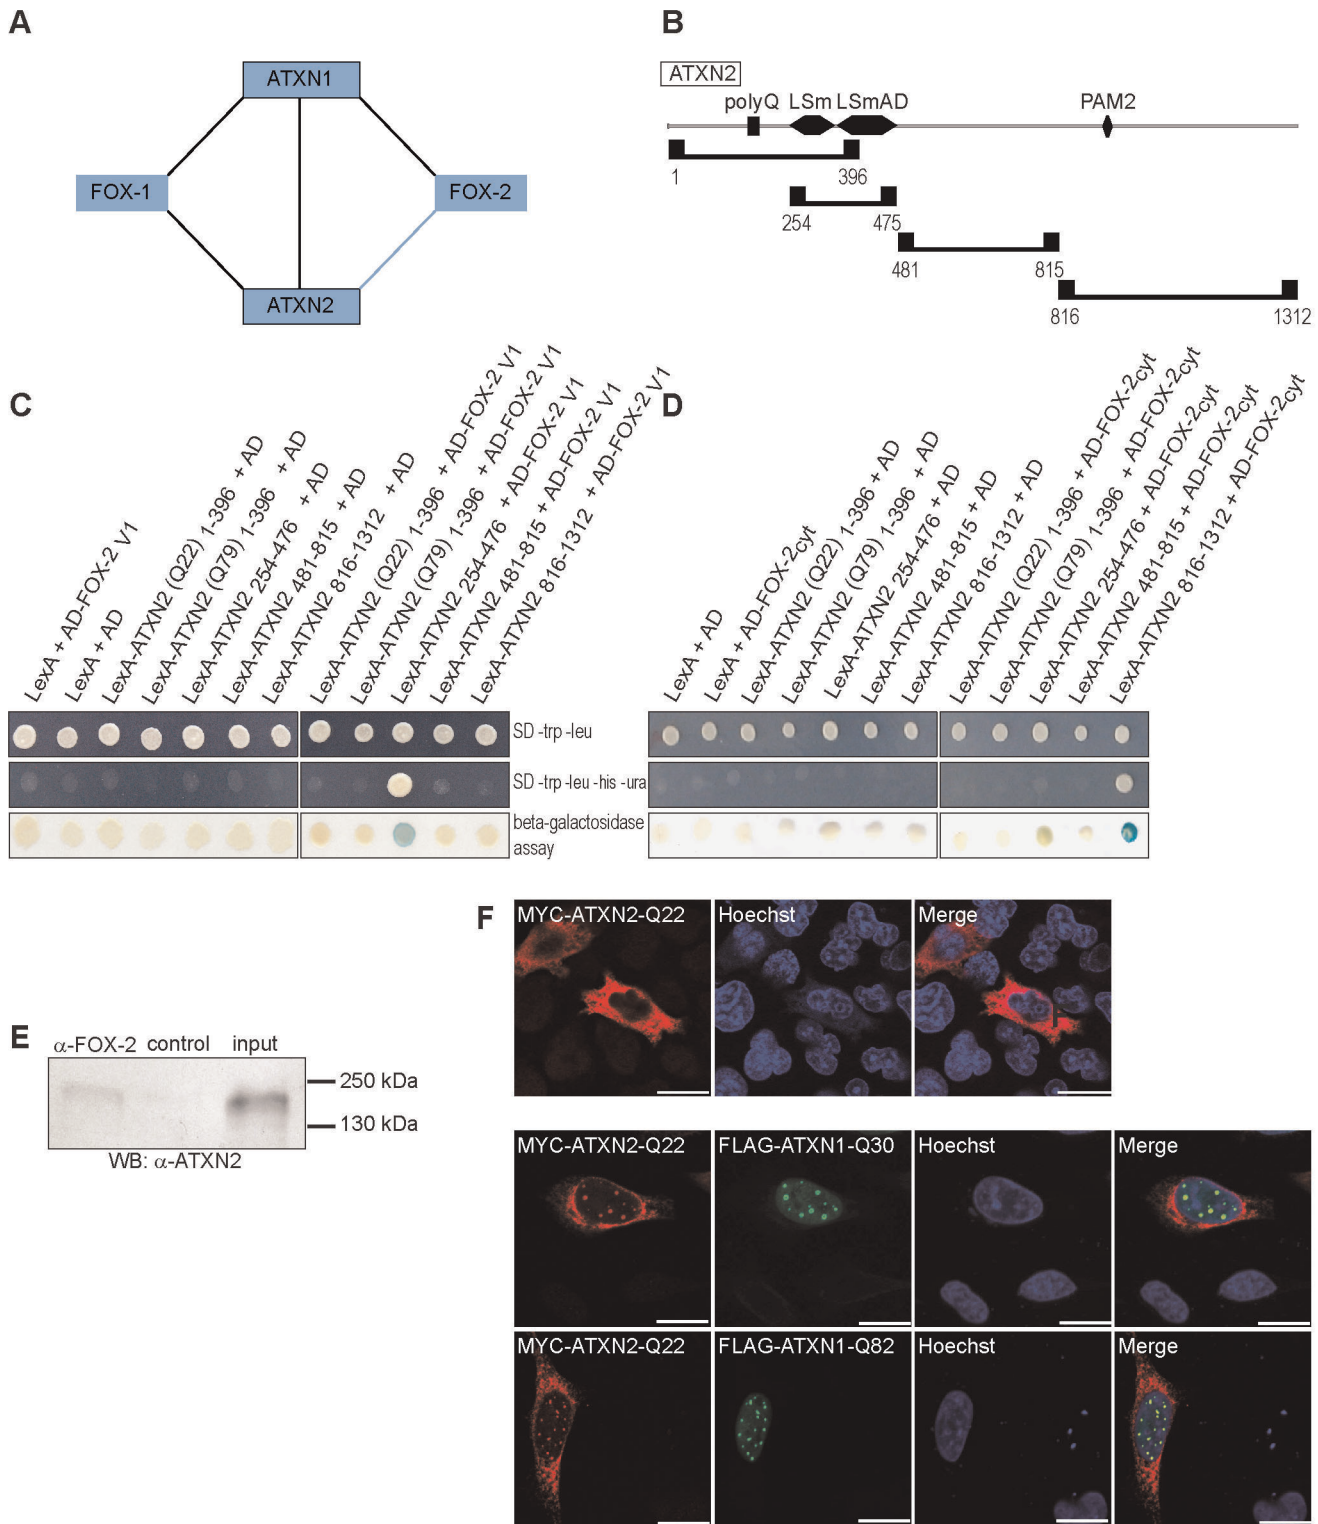 A
ATXN1
FOX-1
FOX-2
ATXN2
B
ATXN2
polyQ LSm LSmAD PAM2
1 396
254 475
481 815
816 1312
C
LexA + AD-FOX-2 V1
LexA + AD
LexA-ATXN2 (Q22) 1-396 + AD
LexA-ATXN2 (Q79) 1-396 + AD
LexA-ATXN2 254-476 + AD
LexA-ATXN2 481-815 + AD
LexA-ATXN2 816-1312 + AD
LexA-ATXN2 (Q22) 1-396 + AD-FOX-2 V1
LexA-ATXN2 (Q79) 1-396 + AD-FOX-2 V1
LexA-ATXN2 254-476 + AD-FOX-2 V1
LexA-ATXN2 481-815 + AD-FOX-2 V1
LexA-ATXN2 816-1312 + AD-FOX-2 V1
SD -trp -leu
SD -trp -leu -his -ura
beta-galactosidase
assay
D
LexA + AD
LexA + AD-FOX-2cyt
LexA-ATXN2 (Q22) 1-396 + AD
LexA-ATXN2 (Q79) 1-396 + AD
LexA-ATXN2 254-476 + AD
LexA-ATXN2 481-815 + AD
LexA-ATXN2 816-1312 + AD
LexA-ATXN2 (Q22) 1-396 + AD-FOX-2cyt
LexA-ATXN2 (Q79) 1-396 + AD-FOX-2cyt
LexA-ATXN2 254-476 + AD-FOX-2cyt
LexA-ATXN2 481-815 + AD-FOX-2cyt
LexA-ATXN2 816-1312 + AD-FOX-2cyt
E
α-FOX-2 control input
250 kDa
130 kDa
WB: α-ATXN2
F
MYC-ATXN2-Q22 Hoechst Merge
F
MYC-ATXN2-Q22 FLAG-ATXN1-Q30 Hoechst Merge
MYC-ATXN2-Q22 FLAG-ATXN1-Q82 Hoechst Merge